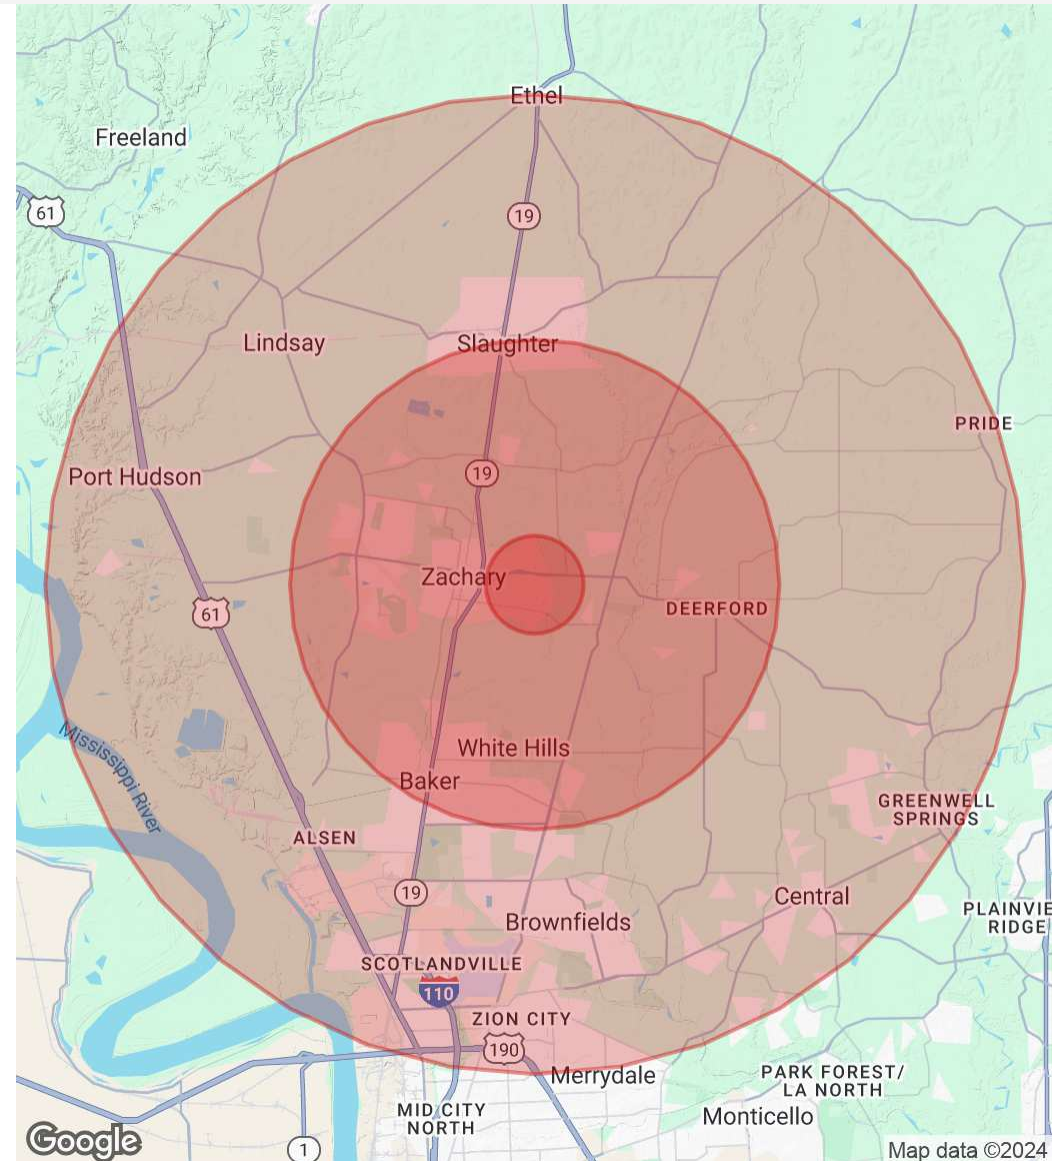 Ethel
Freeland
61
19
Lindsay
Slaughter
PRIDE
Port Hudson
19
Zachary
61
DEERFORD
Mississippi River
White Hills
Baker
GREENWELL
SPRINGS
ALSEN
19
Central
PLAINVIE
RIDGE
Brownfields
SCOTLANDVILLE
110
ZION CITY
190
Merrydale
PARK FOREST/
LA NORTH
MID CITY
NORTH
Monticello
Google
1
Map data ©2024